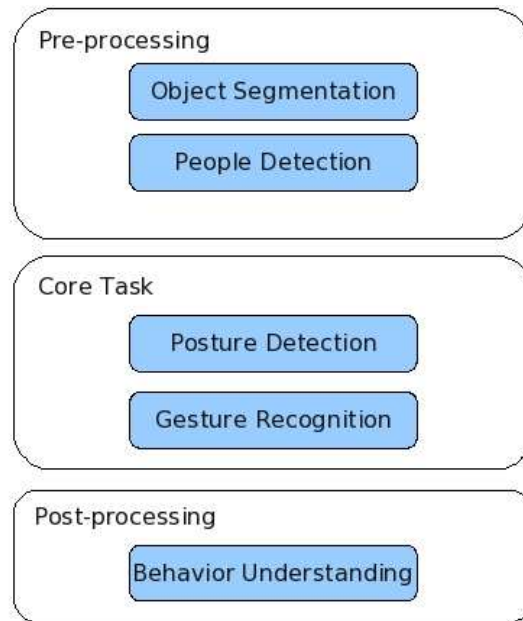 Pre-processing
Object Segmentation
People Detection
Core Task
Posture Detection
Gesture Recognition
Post-processing
Behavior Understanding